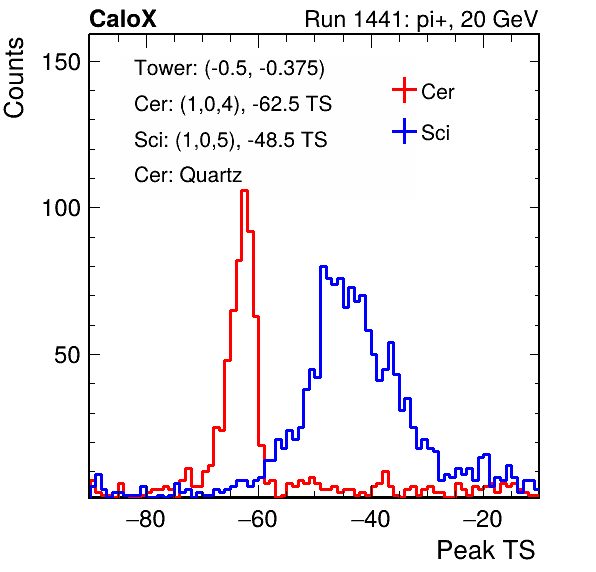 CaloX Run 1441: pi+, 20 GeV
Counts
Tower: (-0.5, -0.375)
Cer: (1,0,4), -62.5 TS
Sci: (1,0,5), -48.5 TS
Cer: Quartz
Cer
Sci
150
100
50
−80 −60 −40 −20
Peak TS